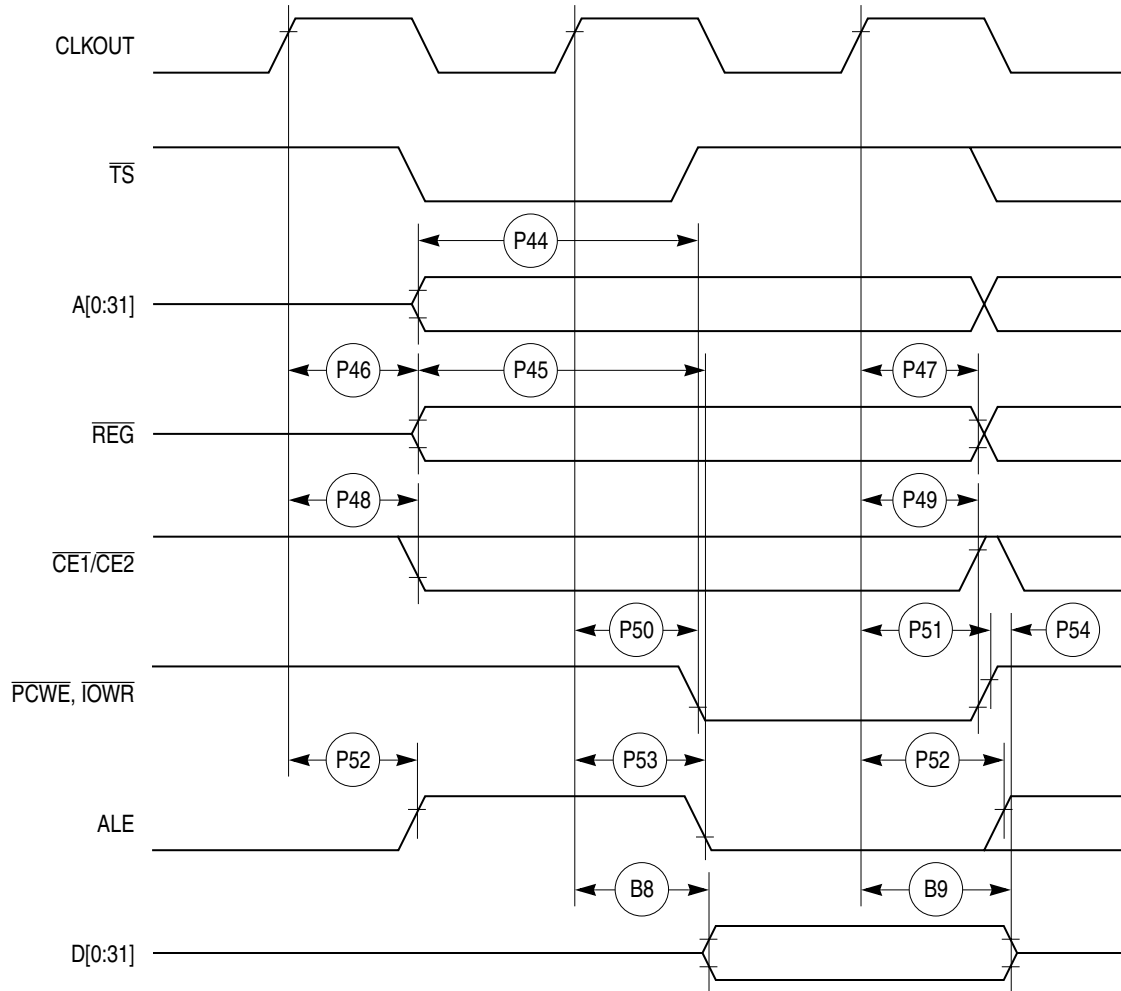 CLKOUT
TS
P44
A[0:31]
P46 P45 P47
REG
P48 P49
CE1/CE2
P50 P51 P54
PCWE, IOWR
P52 P53 P52
ALE
B8 B9
D[0:31]